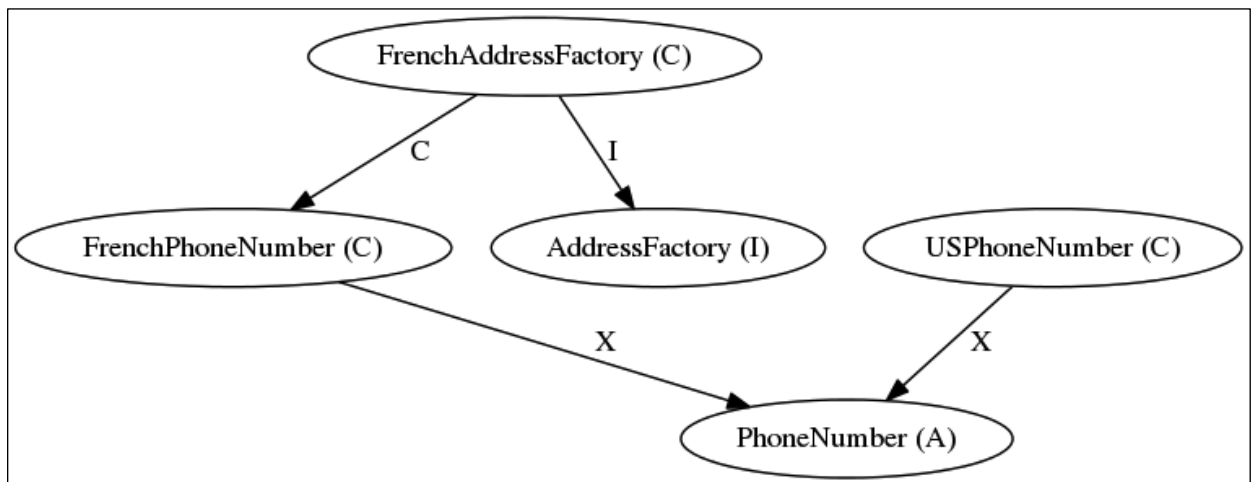 FrenchAddressFactory (C)
C
I
FrenchPhoneNumber (C)
AddressFactory (I)
USPhoneNumber (C)
X
X
PhoneNumber (A)